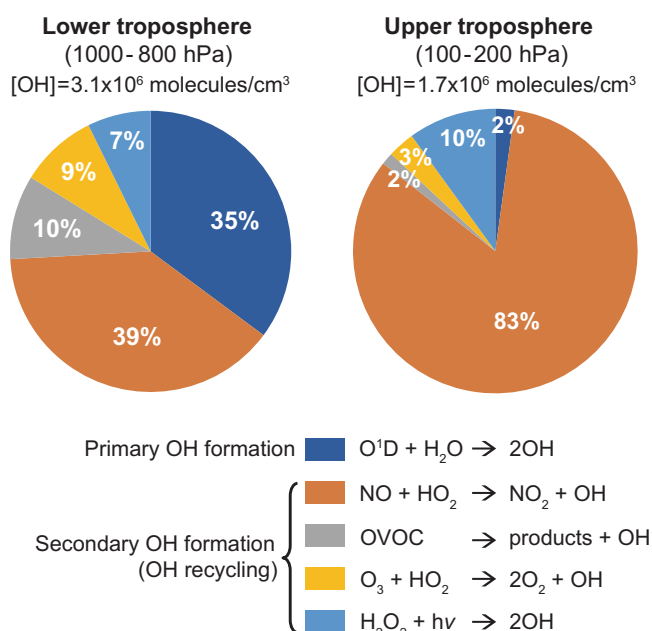 Lower troposphere
(1000-800 hPa)
[OH]=3.1x10⁶ molecules/cm³
Upper troposphere
(100-200 hPa)
[OH]=1.7x10⁶ molecules/cm³
7%
9%
10%
35%
39%
2%
10%
3%
2%
83%
Primary OH formation
O¹D + H₂O → 2OH
NO + HO₂ → NO₂ + OH
Secondary OH formation
(OH recycling)
OVOC → products + OH
O₃ + HO₂ → 2O₂ + OH
H₂O₂ + hv → 2OH